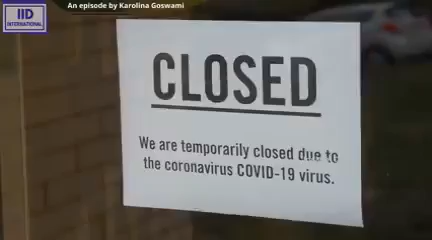 IID
INTERNATIONAL
An episode by Karolina Goswami
CLOSED
We are temporarily closed due to
the coronavirus COVID-19 virus.